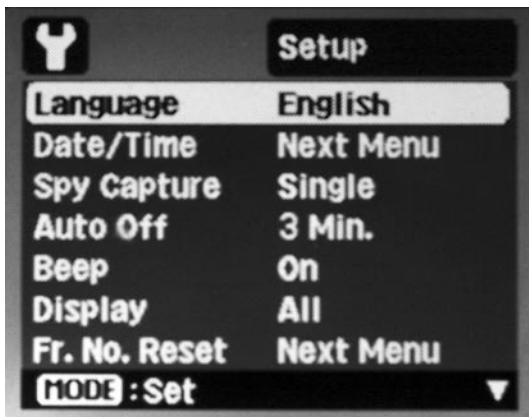 Setup
Language English
Date/Time Next Menu
Spy Capture Single
Auto Off 3 Min.
Beep On
Display All
Fr. No. Reset Next Menu
MODE :Set